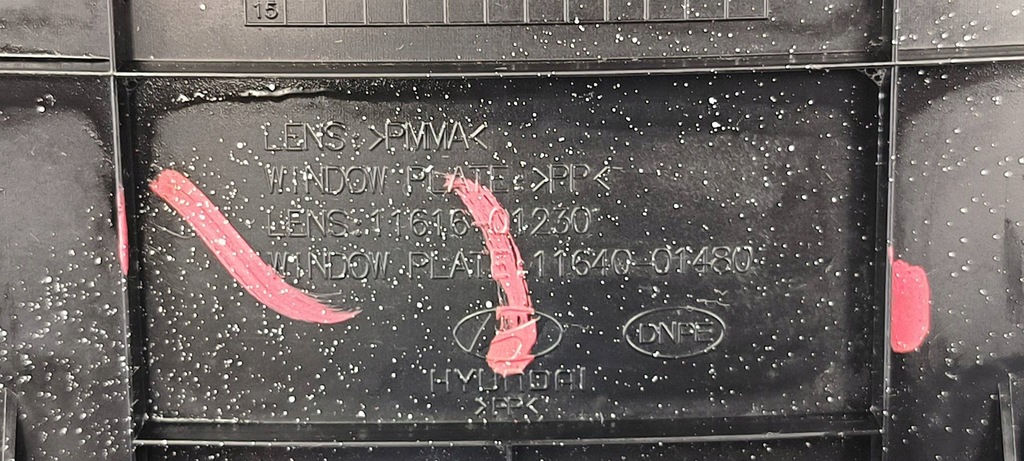 15
LENS:>PMMA<
WINDOW PLATE:>PP<
LENS:11616-01230
WINDOW PLATE:11640-01480
DNPE
HYUNDAI
>PP<